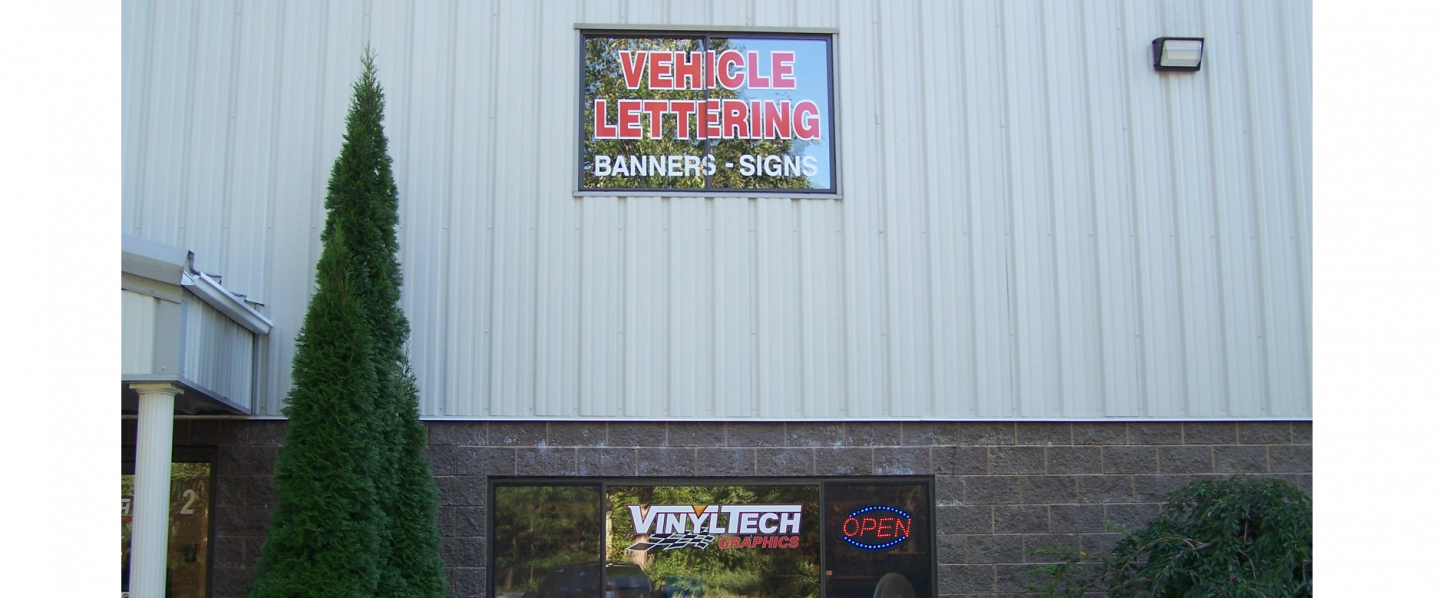 VEHICLE
LETTERING
BANNERS - SIGNS
VINYLTECH
GRAPHICS
OPEN
2